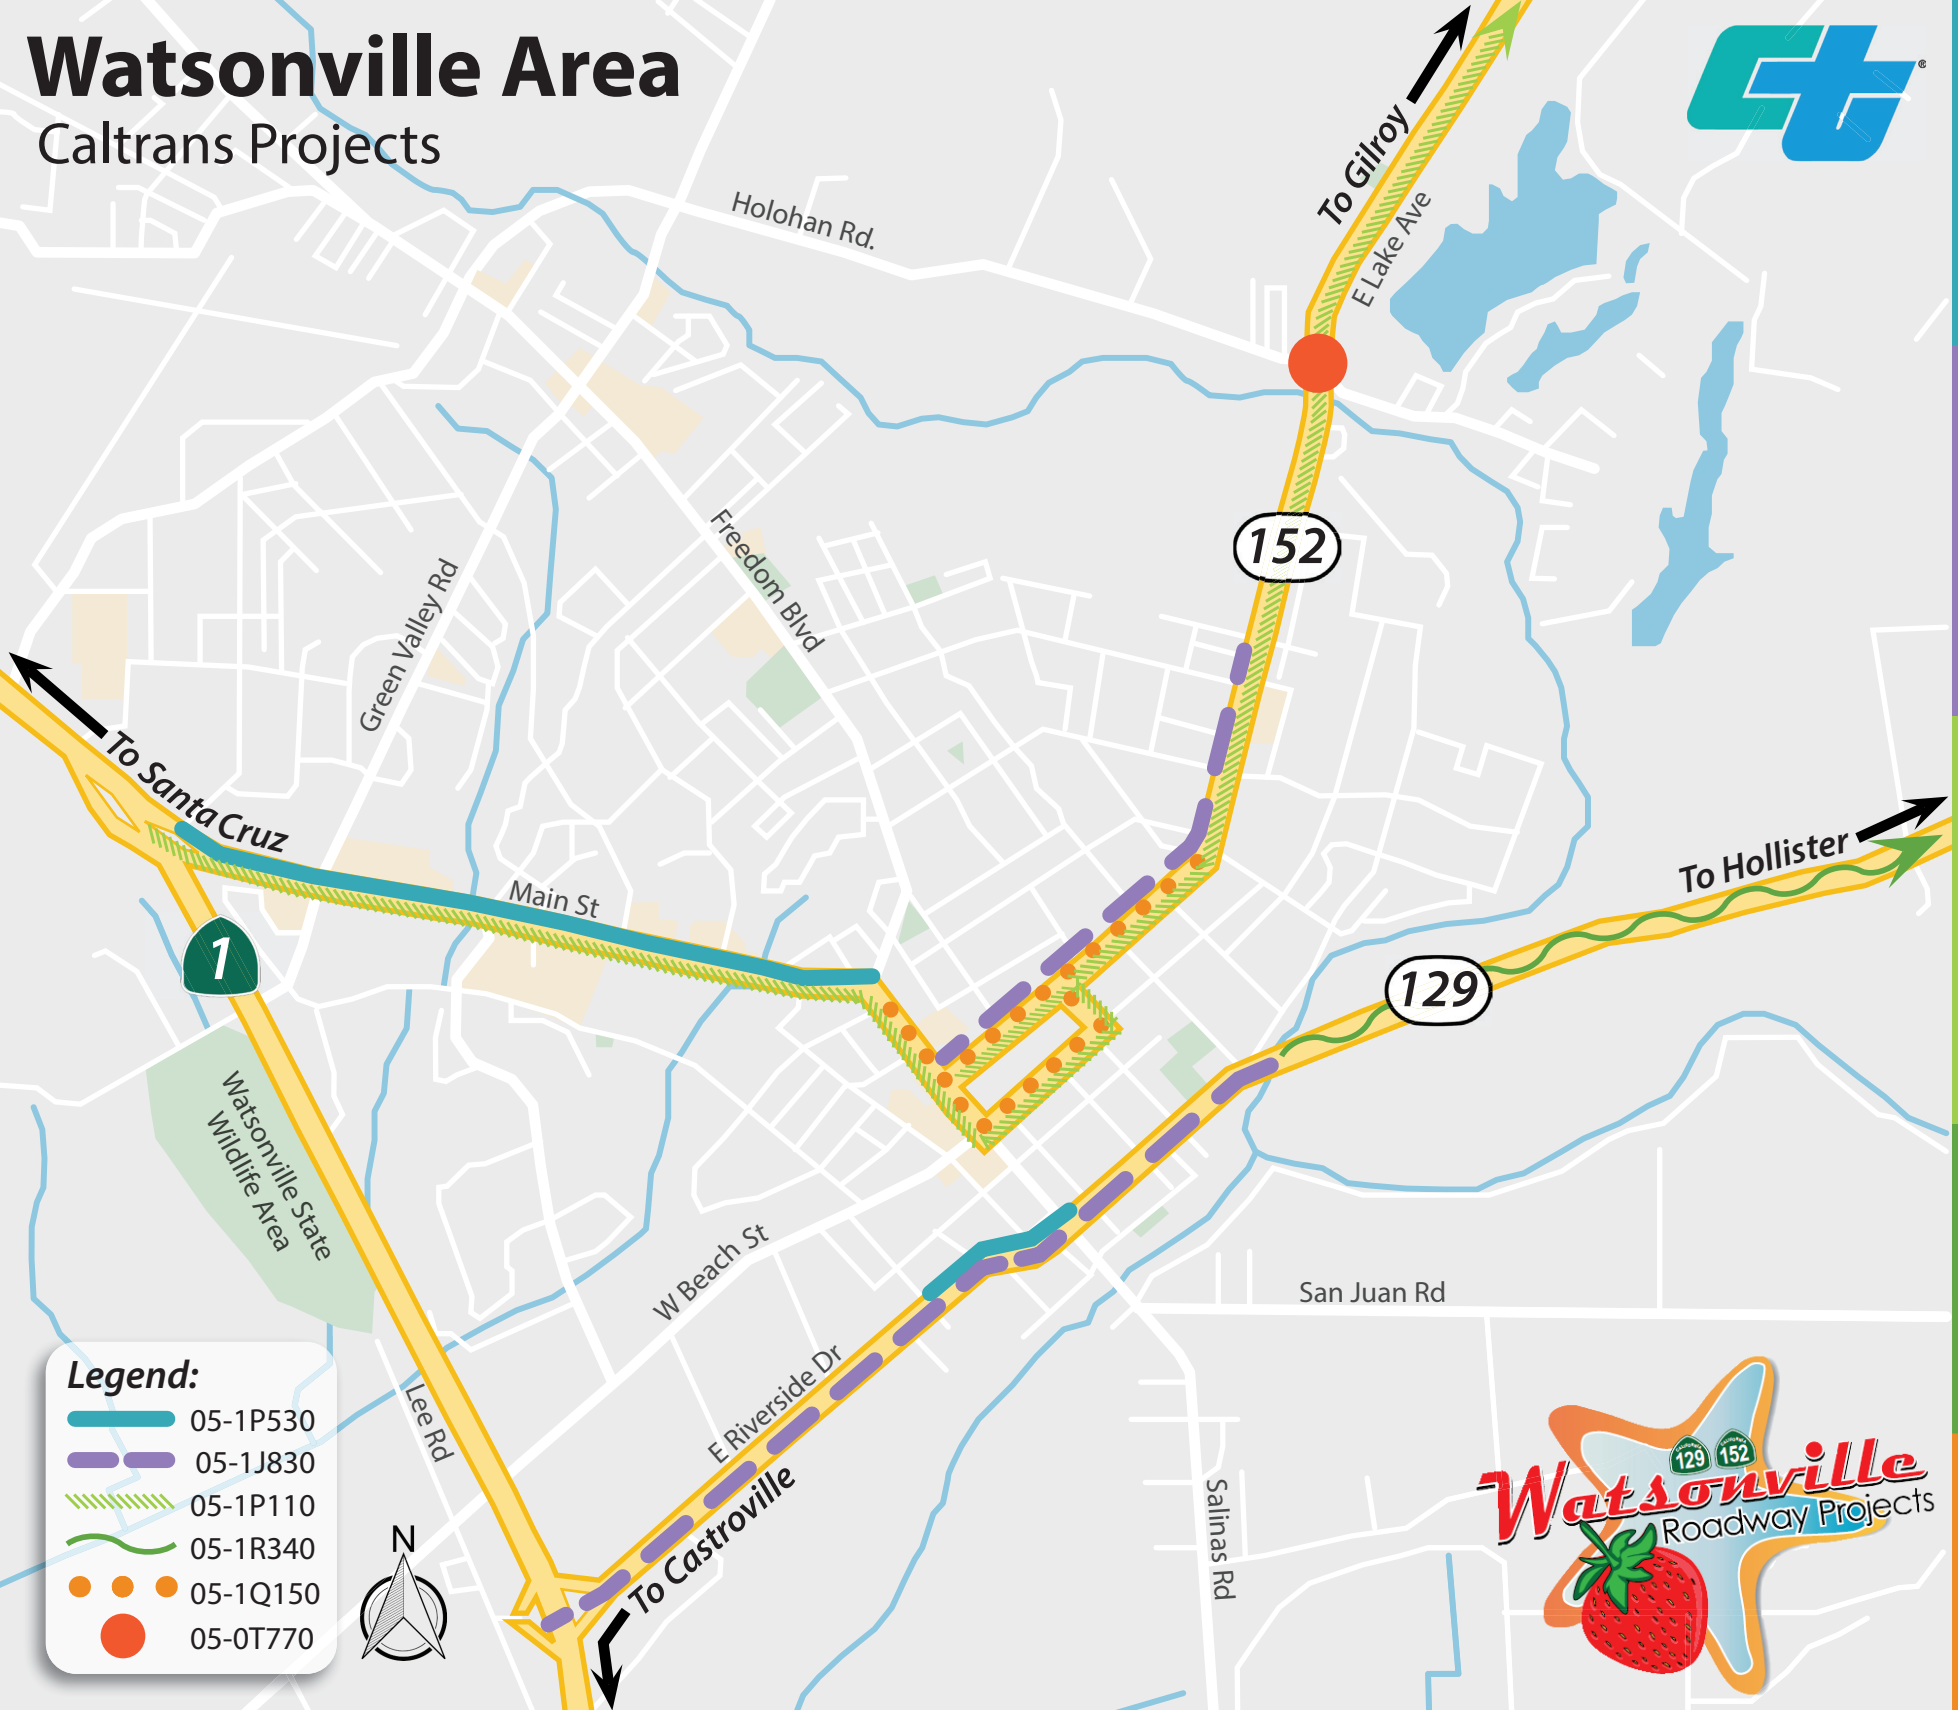 Watsonville Area
Caltrans Projects
®
To Gilroy
E Lake Ave
Holohan Rd.
152
Freedom Blvd
Green Valley Rd
To Santa Cruz
Main St
1
To Hollister
129
Watsonville State
Wildlife Area
W Beach St
San Juan Rd
E Riverside Dr
Lee Rd
To Castroville
Salinas Rd
Legend:
05-1P530
05-1J830
05-1P110
05-1R340
05-1Q150
05-0T770
N
CALIFORNIA
129
CALIFORNIA
152
Watsonville
Roadway Projects